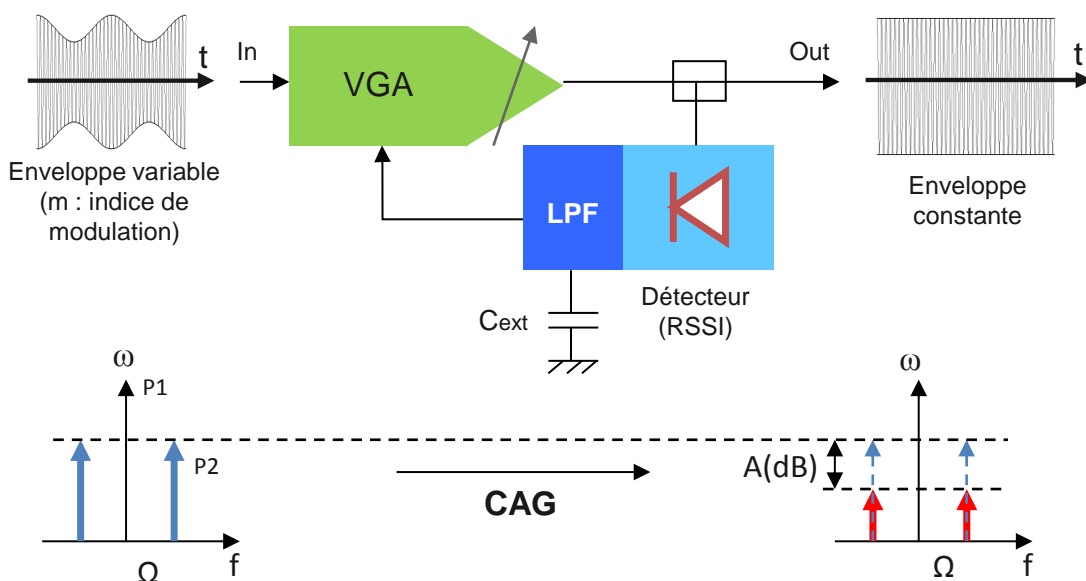 t
In
VGA
Out
t
Enveloppe variable
(m : indice de
modulation)
LPF
Enveloppe
constante
Cext
Détecteur
(RSSI)
ω
P1
P2
Ω
f
CAG
ω
A(dB)
Ω
f